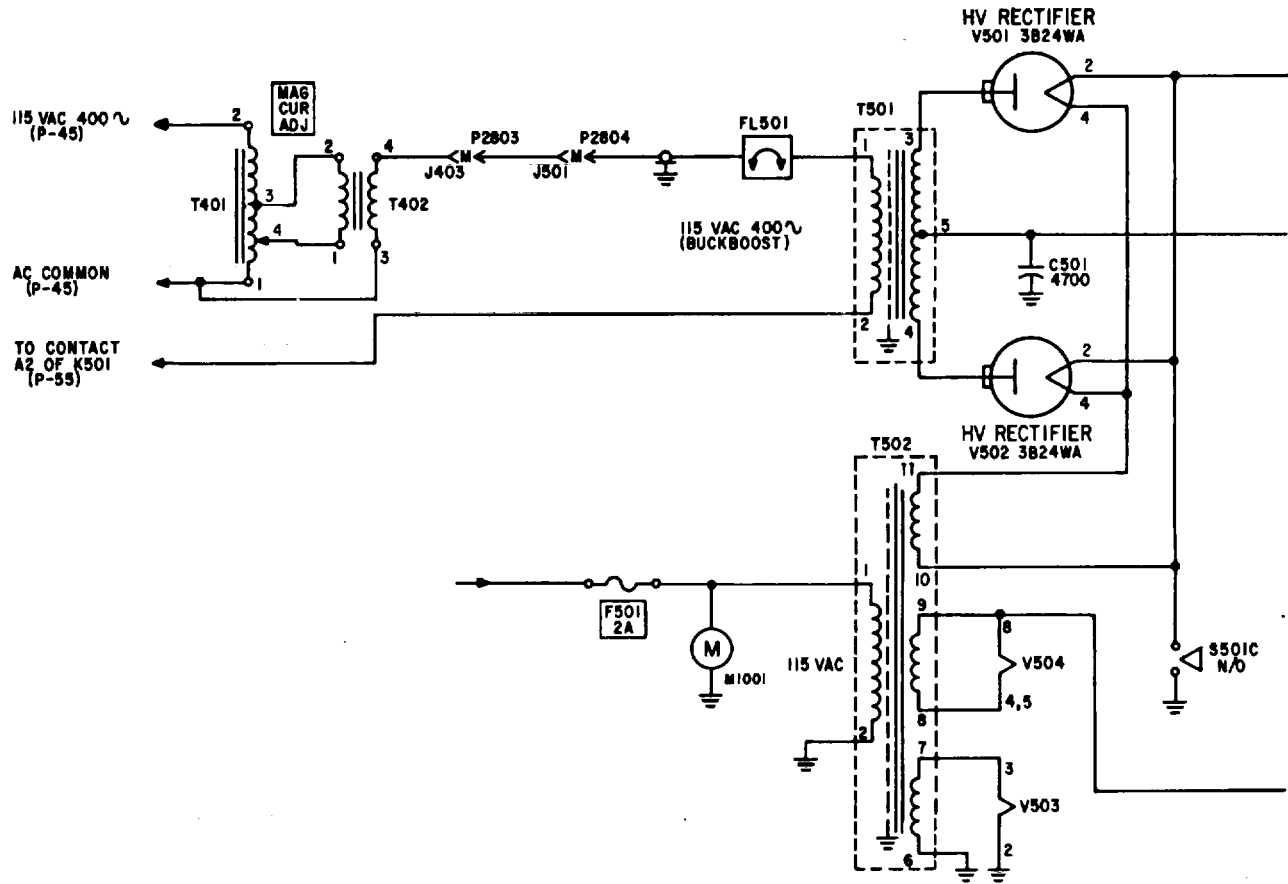 HV RECTIFIER
V501 3B24WA
2
4
MAG
CUR
ADJ
115 VAC 400∿
(P-45)
2
T401
3
4
1
2
4
T402
1
3
P2803
M
J403
P2804
M
J501
FL501
T501
1
3
115 VAC 400∿
(BUCKBOOST)
5
C501
4700
2
4
AC COMMON
(P-45)
TO CONTACT
A2 OF K501
(P-55)
2
4
HV RECTIFIER
V502 3B24WA
T502
11
1
10
F501
2A
M
M1001
115 VAC
2
9
8
V504
8
4,5
S501C
N/O
7
3
V503
6
2